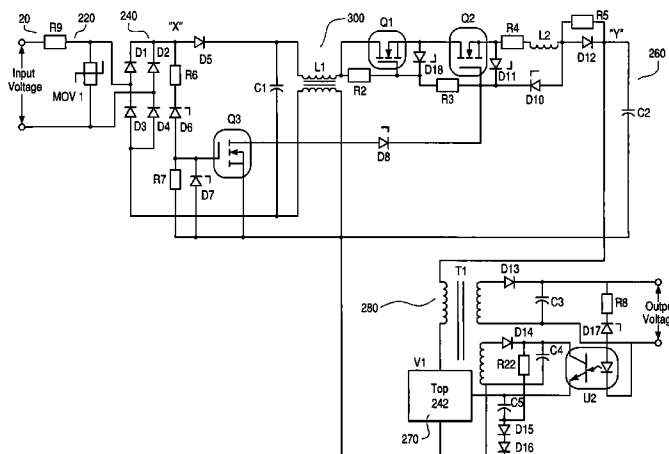 20
220
240
"X"
300
Q1
Q2
R4
R5
R9
D1
D2
D5
L2
"Y"
260
Input
Voltage
MOV 1
R6
C1
L1
R2
D18
D11
D12
R3
D10
D3
D4
D6
Q3
C2
R7
D7
D8
T1
D13
280
C3
R8
Output
Voltage
D14
D17
V1
R22
C4
Top
242
U2
C5
270
D15
D16